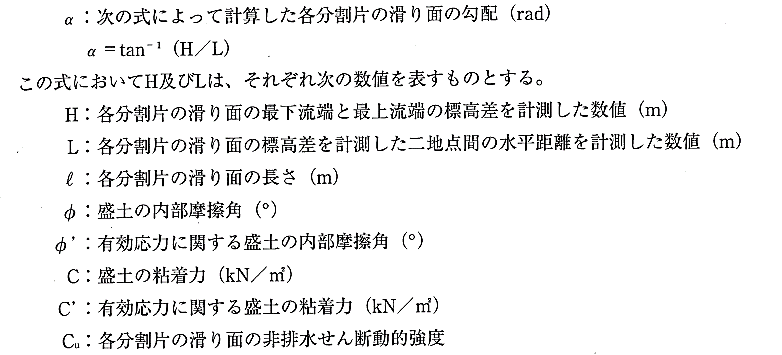 α：次の式によって計算した各分割片の滑り面の勾配（rad）
α＝tan⁻¹（H／L）
この式においてH及びLは、それぞれ次の数値を表すものとする。
H：各分割片の滑り面の最下流端と最上流端の標高差を計測した数値（m）
L：各分割片の滑り面の標高差を計測した二地点間の水平距離を計測した数値（m）
ℓ：各分割片の滑り面の長さ（m）
φ：盛土の内部摩擦角（°）
φ'：有効応力に関する盛土の内部摩擦角（°）
C：盛土の粘着力（kN／㎡）
C'：有効応力に関する盛土の粘着力（kN／㎡）
Cᵤ：各分割片の滑り面の非排水せん断動的強度